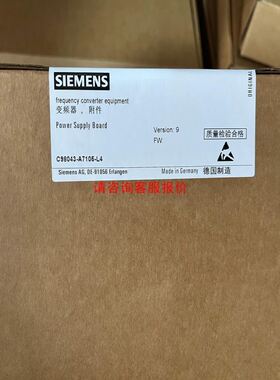 SIEMENS
ORIGINAL
frequency converter equipment
变频器，附件
Power Supply Board
Version: 9
FW:
质量检验合格
C98043-A7105-L4
请咨询客服报价
Siemens AG, DE-91056 Erlangen
Made in Germany 德国制造